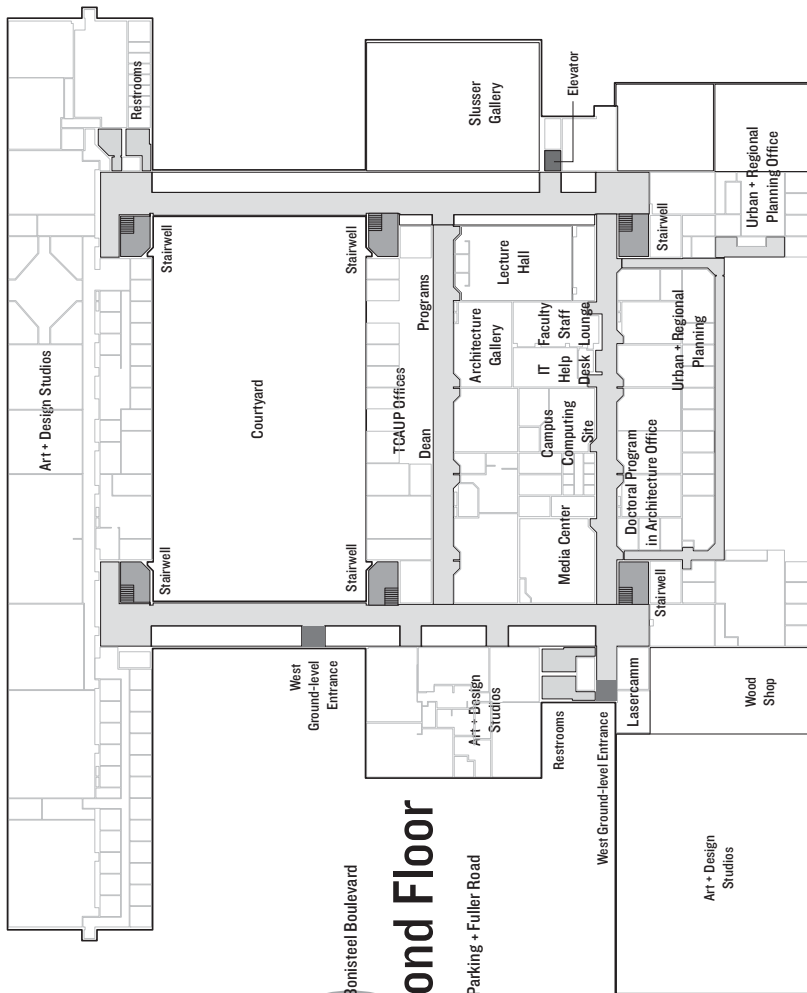 Art + Design Studios
Restrooms
Stairwell
Courtyard
Stairwell
Slusser
Gallery
Elevator
Stairwell
Stairwell
TCAUP Offices
Dean
Programs
West
Ground-level
Entrance
Architecture
Gallery
Lecture
Hall
Media Center
Campus
Computing
Site
IT
Help
Desk
Faculty
Staff
Lounge
Art + Design
Studios
Restrooms
West Ground-level Entrance
Lasercamm
Stairwell
Doctoral Program
in Architecture Office
Urban + Regional
Planning
Stairwell
Urban + Regional
Planning Office
Wood
Shop
Art + Design
Studios
Bonisteel Boulevard
ond Floor
Parking + Fuller Road